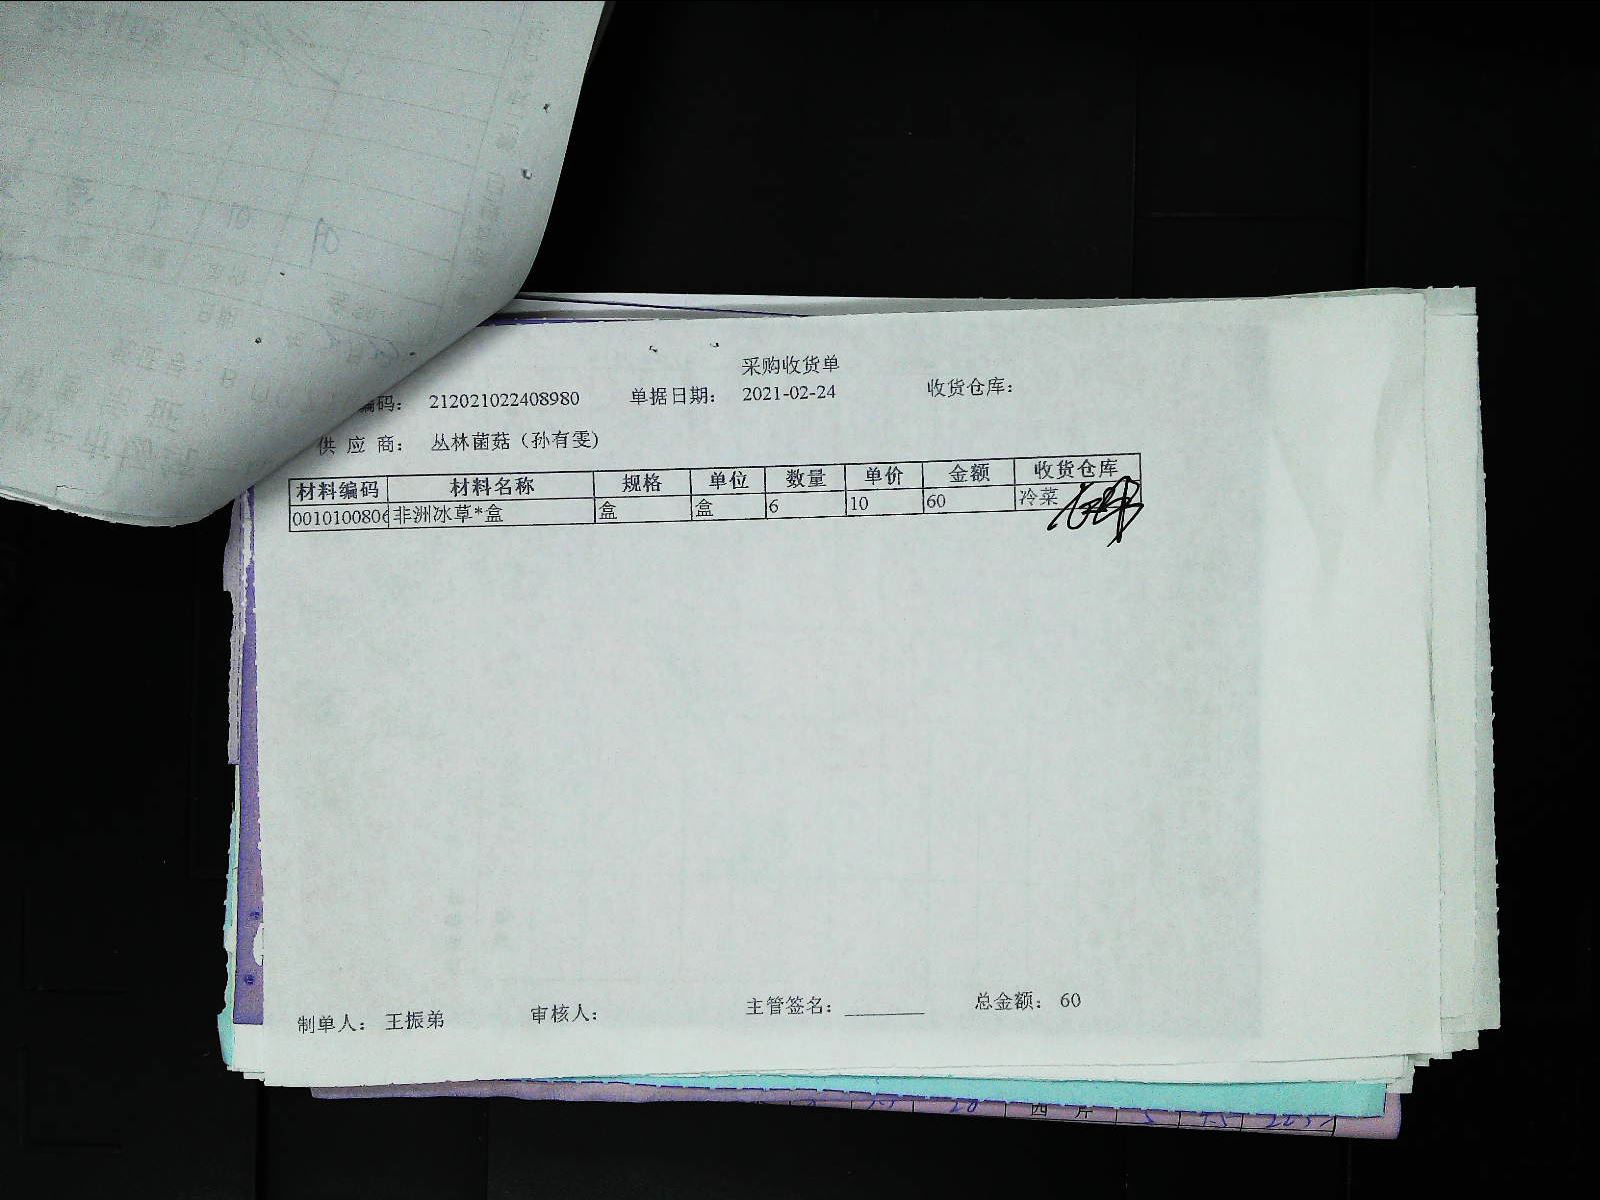 采购收货单
编码： 212021022408980 单据日期： 2021-02-24 收货仓库：
供 应 商： 丛林菌菇（孙有雯)
材料编码 材料名称 规格 单位 数量 单价 金额 收货仓库
0010100806 非洲冰草*盒 盒 盒 6 10 60 冷菜
制单人： 王振弟 审核人： 主管签名： 总金额： 60
西 芹